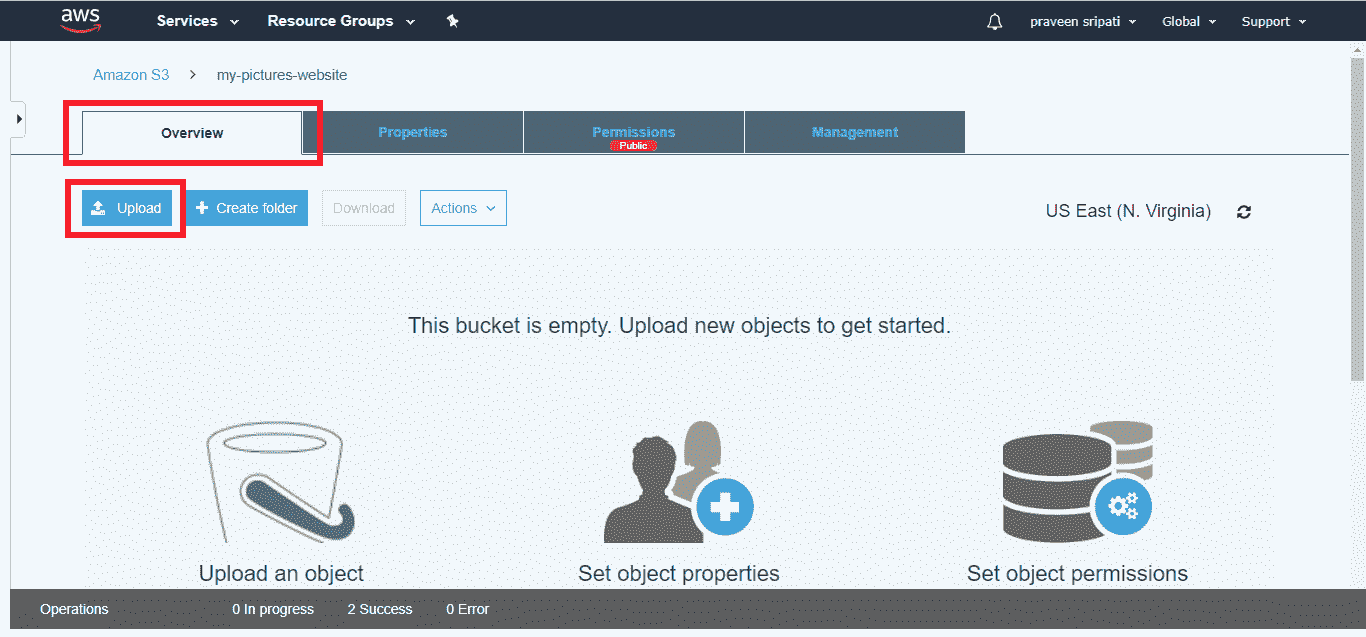 aws Services Resource Groups praveen sripati Global Support
Amazon S3 > my-pictures-website
Overview Properties Permissions Management
Public
Upload Create folder Download Actions US East (N. Virginia)
This bucket is empty. Upload new objects to get started.
Upload an object Set object properties Set object permissions
Operations 0 In progress 2 Success 0 Error